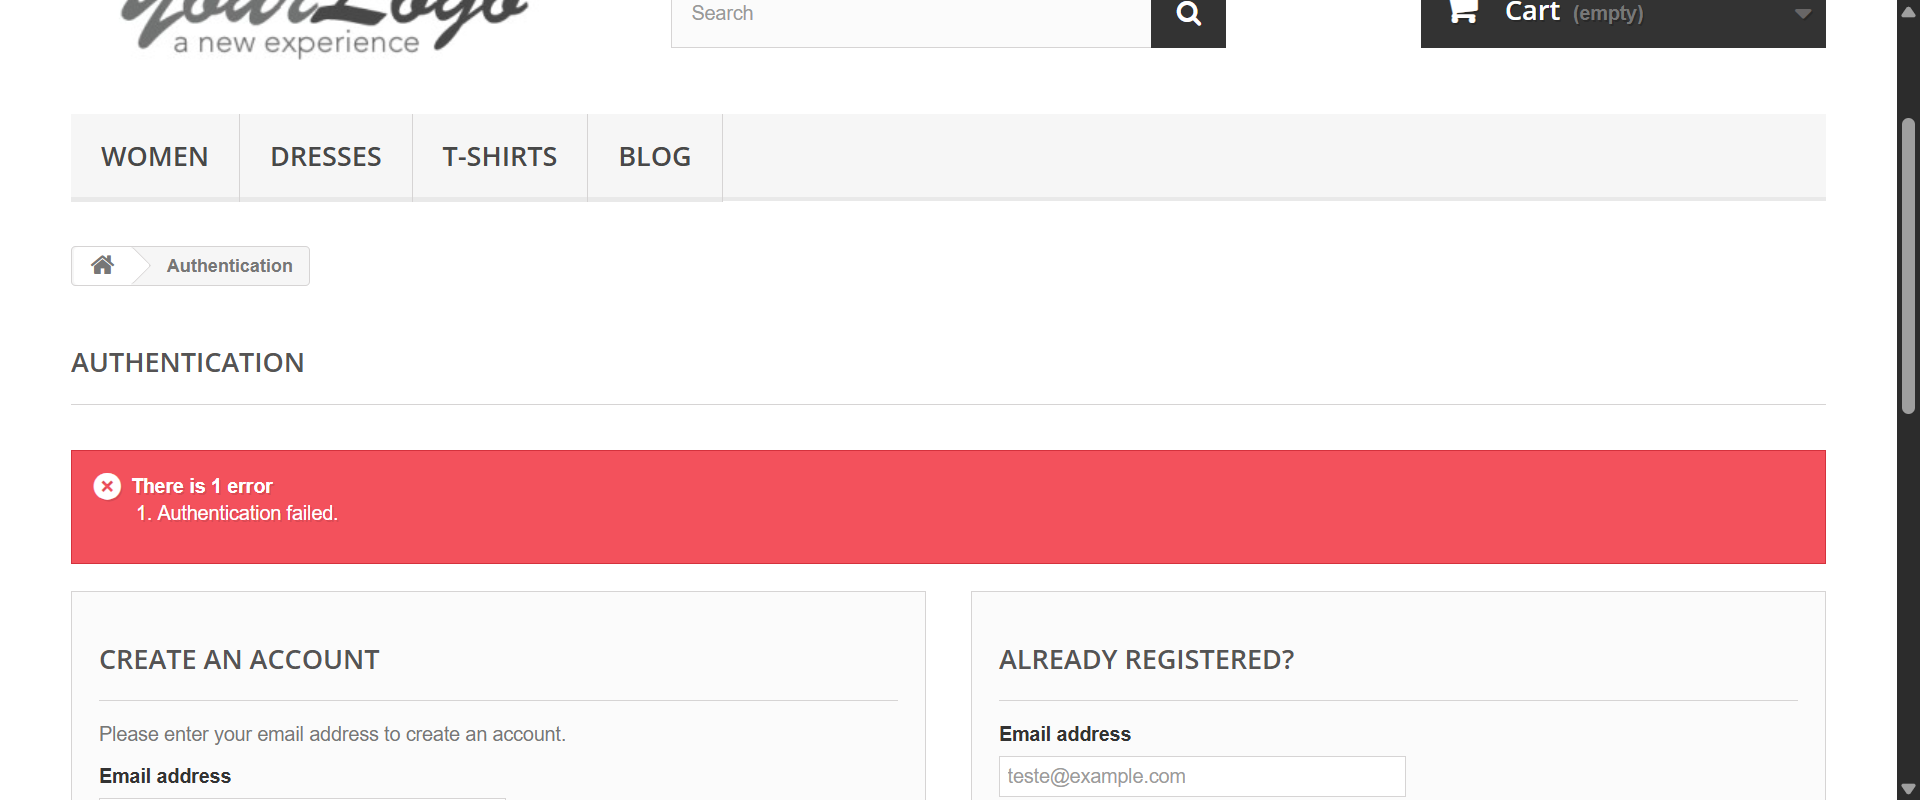 yourLogo
a new experience
Search
Cart (empty)
WOMEN
DRESSES
T-SHIRTS
BLOG
Authentication
AUTHENTICATION
There is 1 error
1. Authentication failed.
CREATE AN ACCOUNT
Please enter your email address to create an account.
Email address
ALREADY REGISTERED?
Email address
teste@example.com